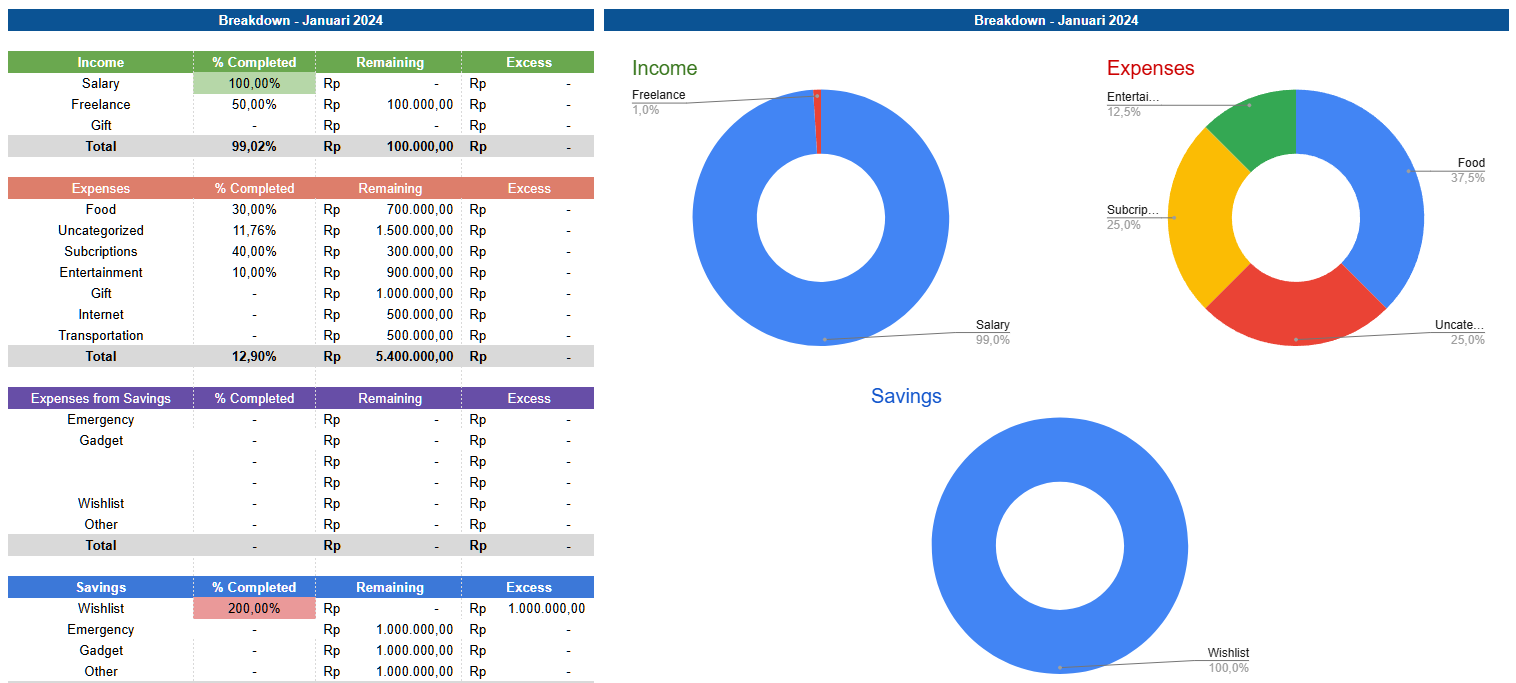 Breakdown - Januari 2024
Income % Completed Remaining Excess
Salary 100,00% Rp - Rp -
Freelance 50,00% Rp 100.000,00 Rp -
Gift - Rp - Rp -
Total 99,02% Rp 100.000,00 Rp -
Expenses % Completed Remaining Excess
Food 30,00% Rp 700.000,00 Rp -
Uncategorized 11,76% Rp 1.500.000,00 Rp -
Subcriptions 40,00% Rp 300.000,00 Rp -
Entertainment 10,00% Rp 900.000,00 Rp -
Gift - Rp 1.000.000,00 Rp -
Internet - Rp 500.000,00 Rp -
Transportation - Rp 500.000,00 Rp -
Total 12,90% Rp 5.400.000,00 Rp -
Expenses from Savings % Completed Remaining Excess
Emergency - Rp - Rp -
Gadget - Rp - Rp -
- Rp - Rp -
- Rp - Rp -
Wishlist - Rp - Rp -
Other - Rp - Rp -
Total - Rp - Rp -
Savings % Completed Remaining Excess
Wishlist 200,00% Rp - Rp 1.000.000,00
Emergency - Rp 1.000.000,00 Rp -
Gadget - Rp 1.000.000,00 Rp -
Other - Rp 1.000.000,00 Rp -
Breakdown - Januari 2024
Income
Freelance
1,0%
Salary
99,0%
Expenses
Entertai...
12,5%
Food
37,5%
Subcrip...
25,0%
Uncate...
25,0%
Savings
Wishlist
100,0%